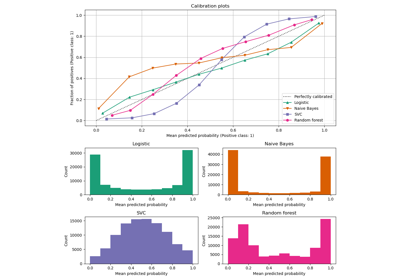 Calibration plots
1.0
0.8
0.6
0.4
0.2
0.0
Fraction of positives (Positive class: 1)
Perfectly calibrated
Logistic
Naive Bayes
SVC
Random forest
0.0 0.2 0.4 0.6 0.8 1.0
Mean predicted probability (Positive class: 1)
Logistic
30000
20000
10000
0
Count
0.0 0.2 0.4 0.6 0.8 1.0
Mean predicted probability
Naive Bayes
40000
30000
20000
10000
0
Count
0.0 0.2 0.4 0.6 0.8 1.0
Mean predicted probability
SVC
15000
10000
5000
0
Count
0.0 0.2 0.4 0.6 0.8 1.0
Mean predicted probability
Random forest
25000
20000
15000
10000
5000
0
Count
0.0 0.2 0.4 0.6 0.8 1.0
Mean predicted probability